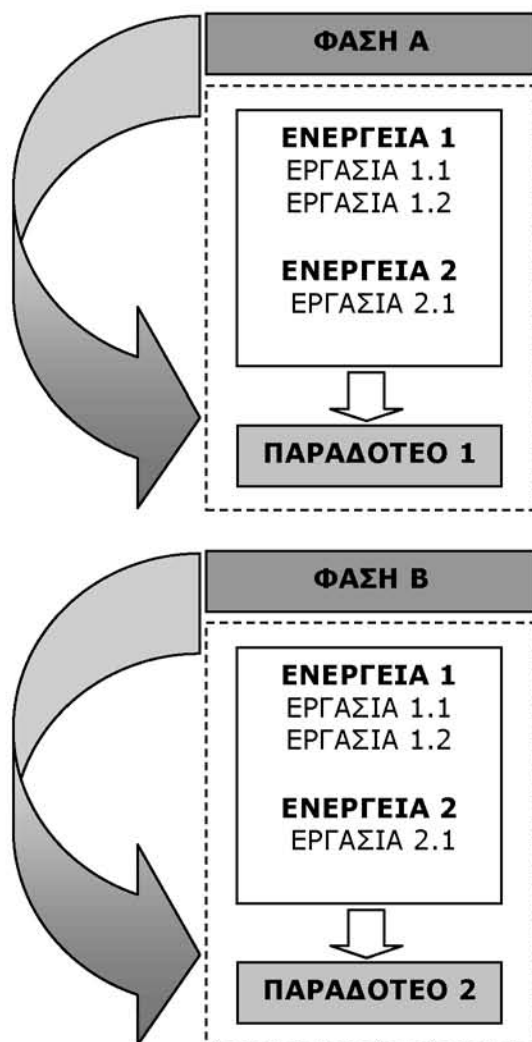 ΦΑΣΗ Α
ΕΝΕΡΓΕΙΑ 1
ΕΡΓΑΣΙΑ 1.1
ΕΡΓΑΣΙΑ 1.2
ΕΝΕΡΓΕΙΑ 2
ΕΡΓΑΣΙΑ 2.1
ΠΑΡΑΔΟΤΕΟ 1
ΦΑΣΗ Β
ΕΝΕΡΓΕΙΑ 1
ΕΡΓΑΣΙΑ 1.1
ΕΡΓΑΣΙΑ 1.2
ΕΝΕΡΓΕΙΑ 2
ΕΡΓΑΣΙΑ 2.1
ΠΑΡΑΔΟΤΕΟ 2